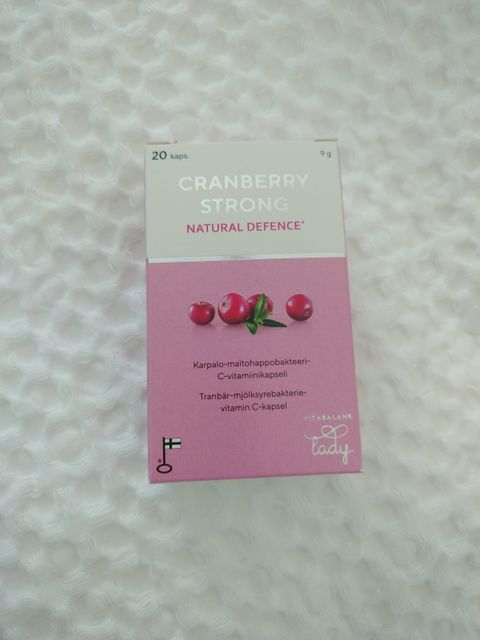 20 kaps.
9 g
CRANBERRY
STRONG
NATURAL DEFENCE*
Karpalo-maitohappobakteeri-
C-vitamiinikapseli
Tranbär-mjölksyrebakterie-
vitamin C-kapsel
VITABALANS
lady